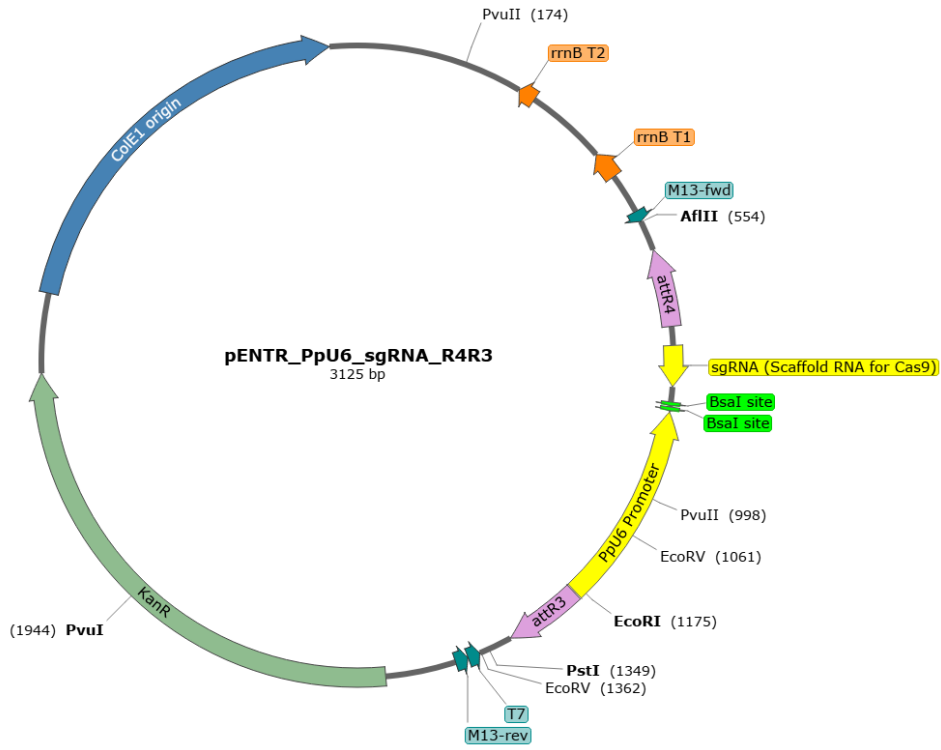 PvuII (174)
rrnB T2
ColE1 origin
rrnB T1
M13-fwd
AflII (554)
attR4
pENTR_PpU6_sgRNA_R4R3
3125 bp
sgRNA (Scaffold RNA for Cas9)
BsaI site
BsaI site
PpU6 Promoter
PvuII (998)
EcoRV (1061)
KanR
attR3
EcoRI (1175)
(1944) PvuI
PstI (1349)
EcoRV (1362)
T7
M13-rev